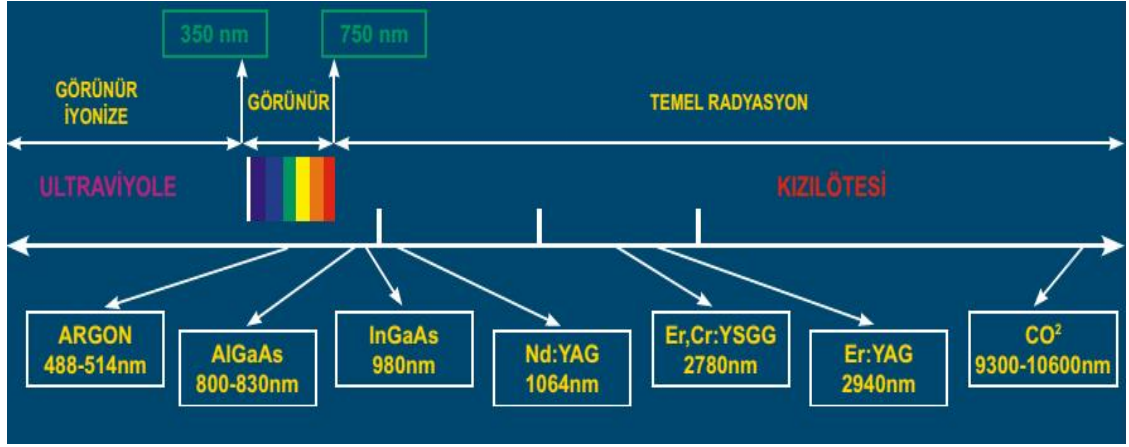 350 nm
750 nm
GÖRÜNÜR
İYONİZE
GÖRÜNÜR
TEMEL RADYASYON
ULTRAVİYOLE
KIZILÖTESİ
ARGON
488-514nm
AlGaAs
800-830nm
InGaAs
980nm
Nd:YAG
1064nm
Er,Cr:YSGG
2780nm
Er:YAG
2940nm
CO²
9300-10600nm